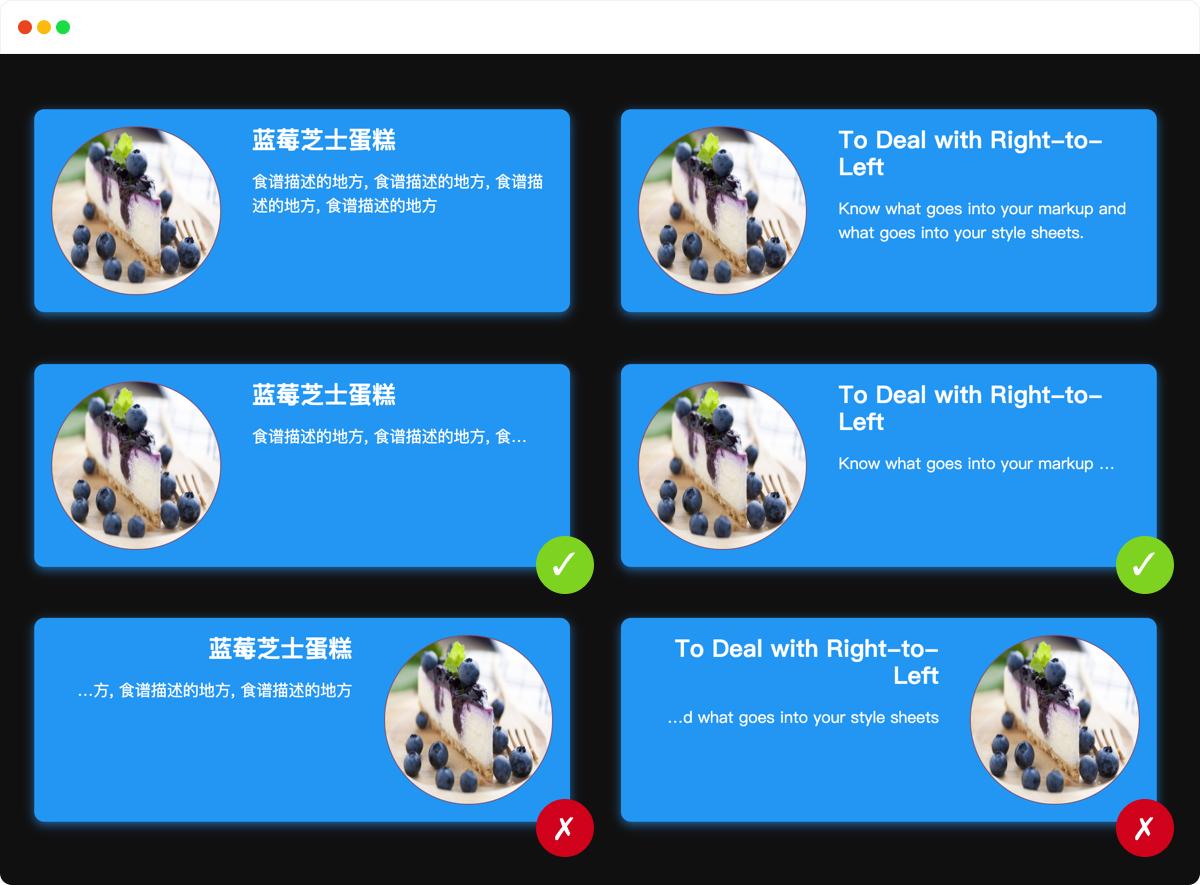 蓝莓芝士蛋糕
食谱描述的地方, 食谱描述的地方, 食谱描
述的地方, 食谱描述的地方
To Deal with Right-to-
Left
Know what goes into your markup and
what goes into your style sheets.
蓝莓芝士蛋糕
食谱描述的地方, 食谱描述的地方, 食…
To Deal with Right-to-
Left
Know what goes into your markup …
✓
✓
蓝莓芝士蛋糕
…方, 食谱描述的地方, 食谱描述的地方
To Deal with Right-to-
Left
…d what goes into your style sheets
✗
✗